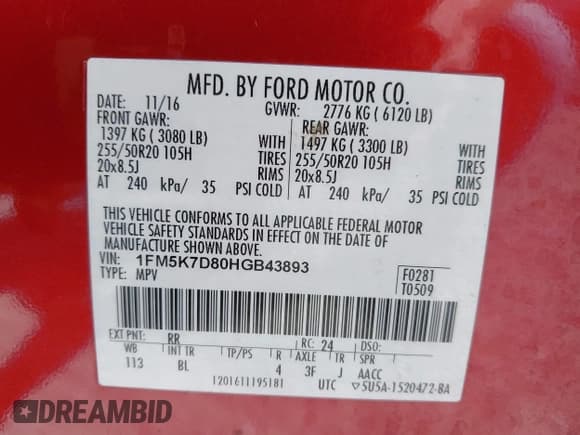 MFD. BY FORD MOTOR CO.
DATE: 11/16 GVWR: 2776 KG ( 6120 LB)
FRONT GAWR: REAR GAWR:
1397 KG ( 3080 LB) WITH 1497 KG ( 3300 LB) WITH
255/50R20 105H TIRES 255/50R20 105H TIRES
20x8.5J RIMS 20x8.5J RIMS
AT 240 kPa/ 35 PSI COLD AT 240 kPa/ 35 PSI COLD
THIS VEHICLE CONFORMS TO ALL APPLICABLE FEDERAL MOTOR
VEHICLE SAFETY STANDARDS IN EFFECT ON THE DATE OF
MANUFACTURE SHOWN ABOVE.
VIN: 1FM5K7D80HGB43893
TYPE: MPV
F0281
T0509
EXT PNT: RR RC: 24 DSO:
WB INT TR TP/PS R AXLE TR SPR
113 BL 4 3F J AACC
1201611195181 UTC ▽5U5A-1520472-BA
DREAMBID